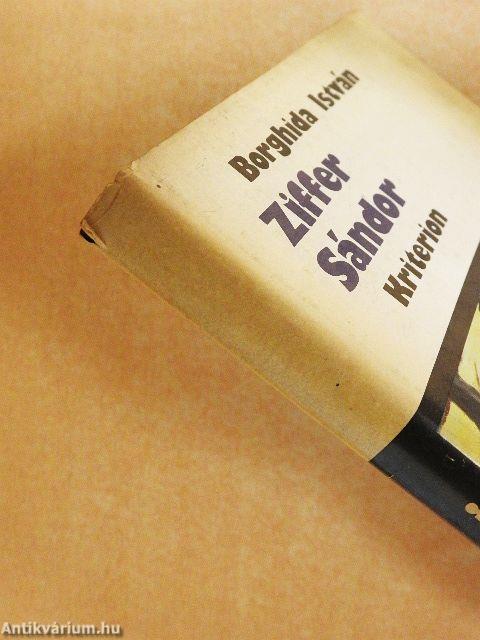 Borghida István
Ziffer
Sándor
Kriterion
Antikvárium.hu